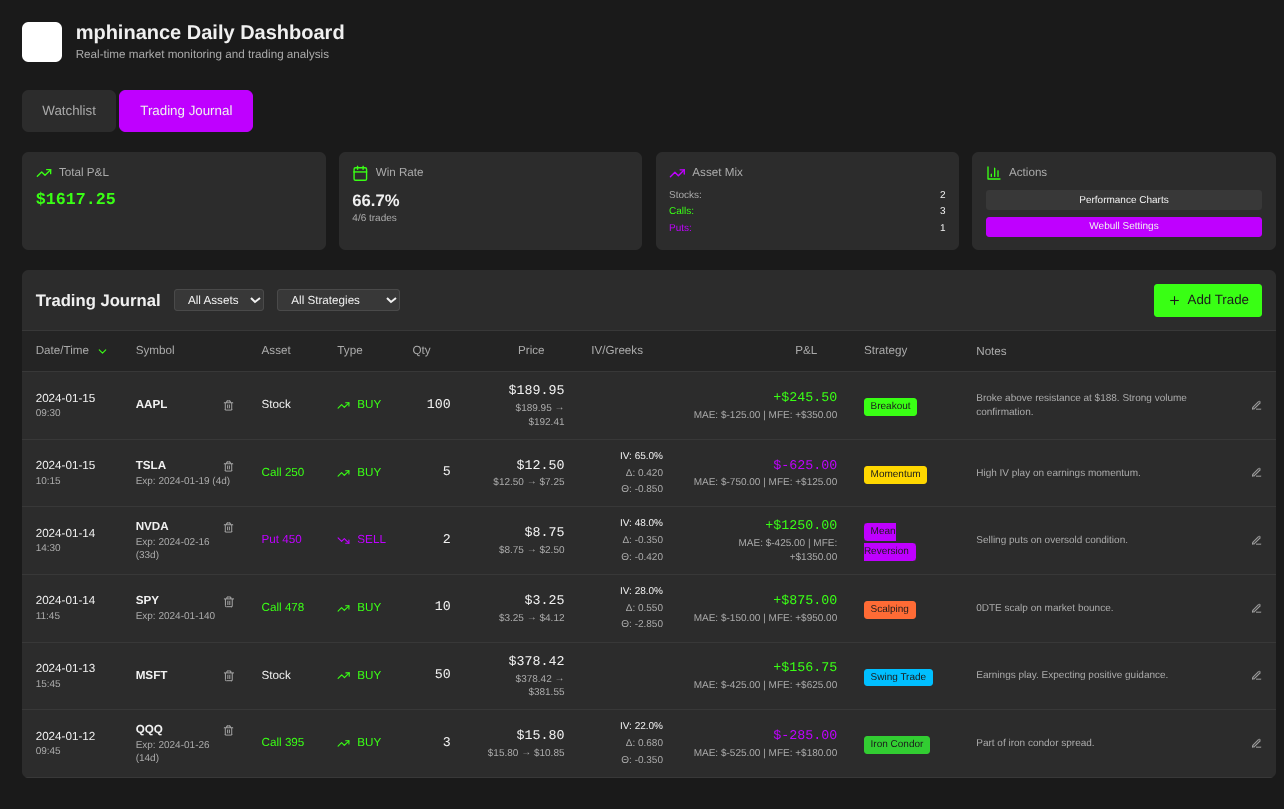 mphinance Daily Dashboard
Real-time market monitoring and trading analysis
Watchlist
Trading Journal
Total P&L
$1617.25
Win Rate
66.7%
4/6 trades
Asset Mix
Stocks: 2
Calls: 3
Puts: 1
Actions
Performance Charts
Webull Settings
Trading Journal
All Assets
All Strategies
Add Trade
Date/Time Symbol Asset Type Qty Price IV/Greeks P&L Strategy Notes
2024-01-15
09:30
AAPL
Stock
BUY
100
$189.95
$189.95 →
$192.41
+$245.50
MAE: $-125.00 | MFE: +$350.00
Breakout
Broke above resistance at $188. Strong volume
confirmation.
2024-01-15
10:15
TSLA
Exp: 2024-01-19 (4d)
Call 250
BUY
5
$12.50
$12.50 → $7.25
IV: 65.0%
Δ: 0.420
Θ: -0.850
$-625.00
MAE: $-750.00 | MFE: +$125.00
Momentum
High IV play on earnings momentum.
2024-01-14
14:30
NVDA
Exp: 2024-02-16
(33d)
Put 450
SELL
2
$8.75
$8.75 → $2.50
IV: 48.0%
Δ: -0.350
Θ: -0.420
+$1250.00
MAE: $-425.00 | MFE:
+$1350.00
Mean
Reversion
Selling puts on oversold condition.
2024-01-14
11:45
SPY
Exp: 2024-01-140
Call 478
BUY
10
$3.25
$3.25 → $4.12
IV: 28.0%
Δ: 0.550
Θ: -2.850
+$875.00
MAE: $-150.00 | MFE: +$950.00
Scalping
0DTE scalp on market bounce.
2024-01-13
15:45
MSFT
Stock
BUY
50
$378.42
$378.42 →
$381.55
+$156.75
MAE: $-425.00 | MFE: +$625.00
Swing Trade
Earnings play. Expecting positive guidance.
2024-01-12
09:45
QQQ
Exp: 2024-01-26
(14d)
Call 395
BUY
3
$15.80
$15.80 → $10.85
IV: 22.0%
Δ: 0.680
Θ: -0.350
$-285.00
MAE: $-525.00 | MFE: +$180.00
Iron Condor
Part of iron condor spread.